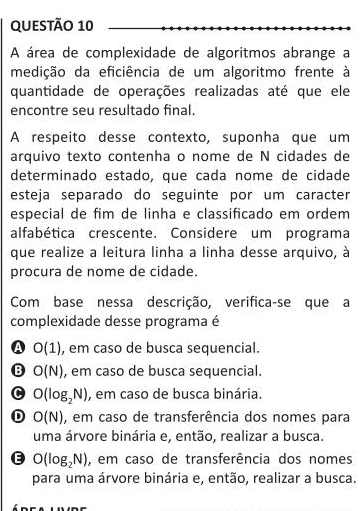 QUESTÃO 10
A área de complexidade de algoritmos abrange a
medição da eficiência de um algoritmo frente à
quantidade de operações realizadas até que ele
encontre seu resultado final.
A respeito desse contexto, suponha que um
arquivo texto contenha o nome de N cidades de
determinado estado, que cada nome de cidade
esteja separado do seguinte por um caracter
especial de fim de linha e classificado em ordem
alfabética crescente. Considere um programa
que realize a leitura linha a linha desse arquivo, à
procura de nome de cidade.
Com base nessa descrição, verifica-se que a
complexidade desse programa é
A O(1), em caso de busca sequencial.
B O(N), em caso de busca sequencial.
C O(log₂N), em caso de busca binária.
D O(N), em caso de transferência dos nomes para
uma árvore binária e, então, realizar a busca.
E O(log₂N), em caso de transferência dos nomes
para uma árvore binária e, então, realizar a busca.